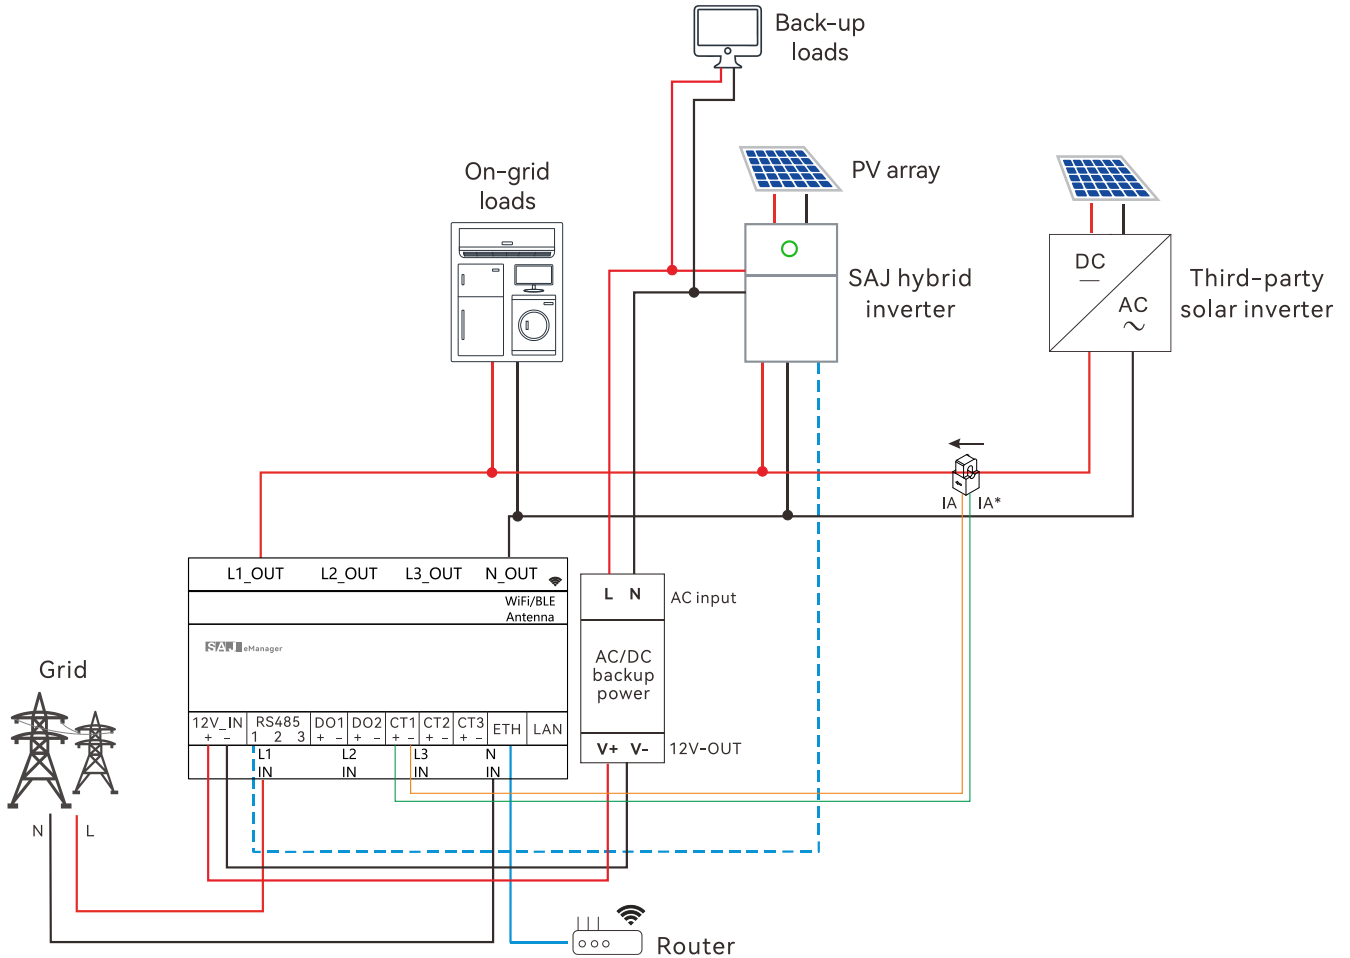 Back-up
loads
On-grid
loads
PV array
SAJ hybrid
inverter
DC
AC
Third-party
solar inverter
IA IA*
L1_OUT L2_OUT L3_OUT N_OUT
WiFi/BLE
Antenna
SAJ eManager
L N
AC input
AC/DC
backup
power
V+ V-
12V-OUT
12V_IN RS485 DO1 DO2 CT1 CT2 CT3 ETH LAN
+ - 1 2 3 + - + - + - + - + -
L1 L2 L3 N
IN IN IN IN
Grid
N L
Router